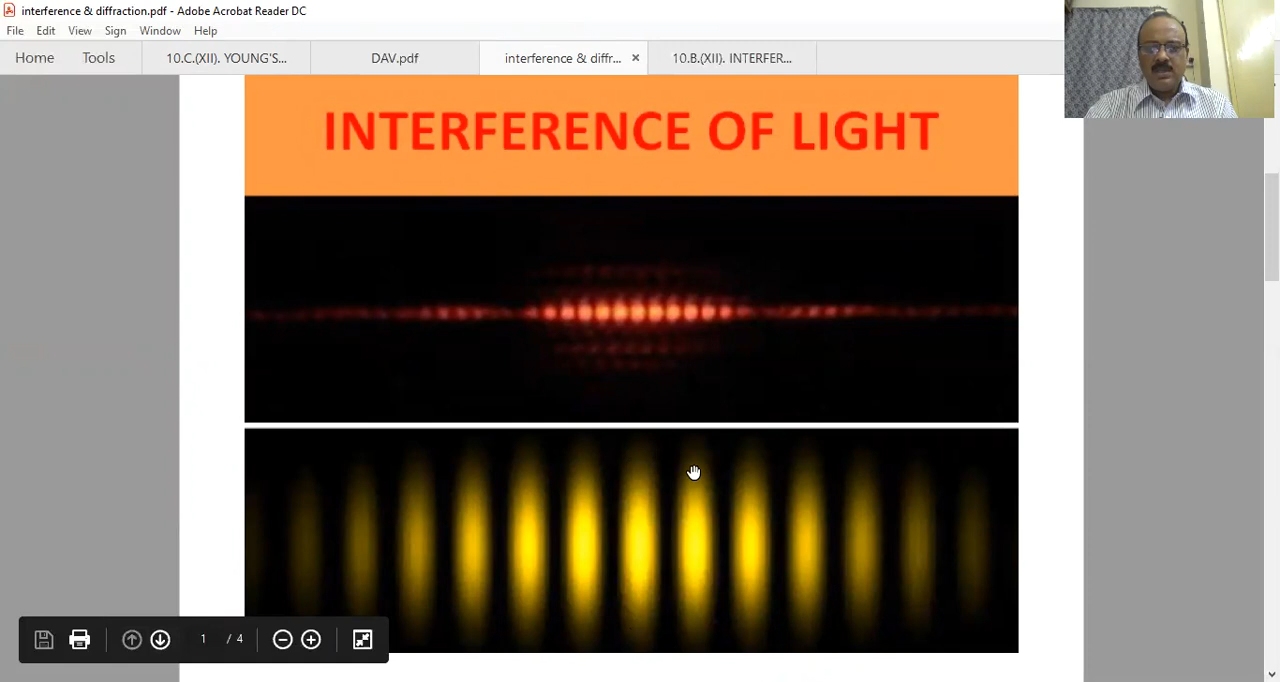 interference & diffraction.pdf - Adobe Acrobat Reader DC
File Edit View Sign Window Help
Home Tools 10.C.(XII). YOUNG'S... DAV.pdf interference & diffr... × 10.B.(XII). INTERFER...
INTERFERENCE OF LIGHT
1 / 4